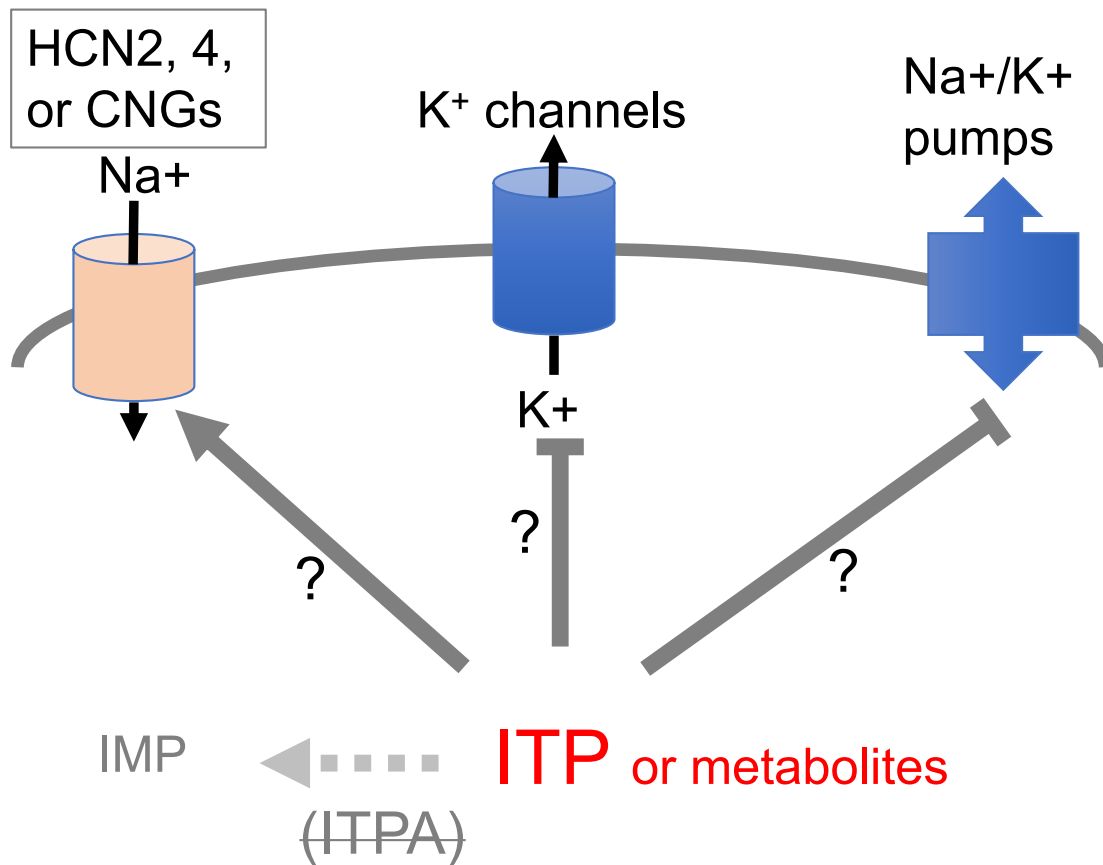 HCN2, 4,
or CNGs
Na+
K⁺ channels
Na+/K+
pumps
K+
?
?
?
IMP
ITP or metabolites
(ITPA)